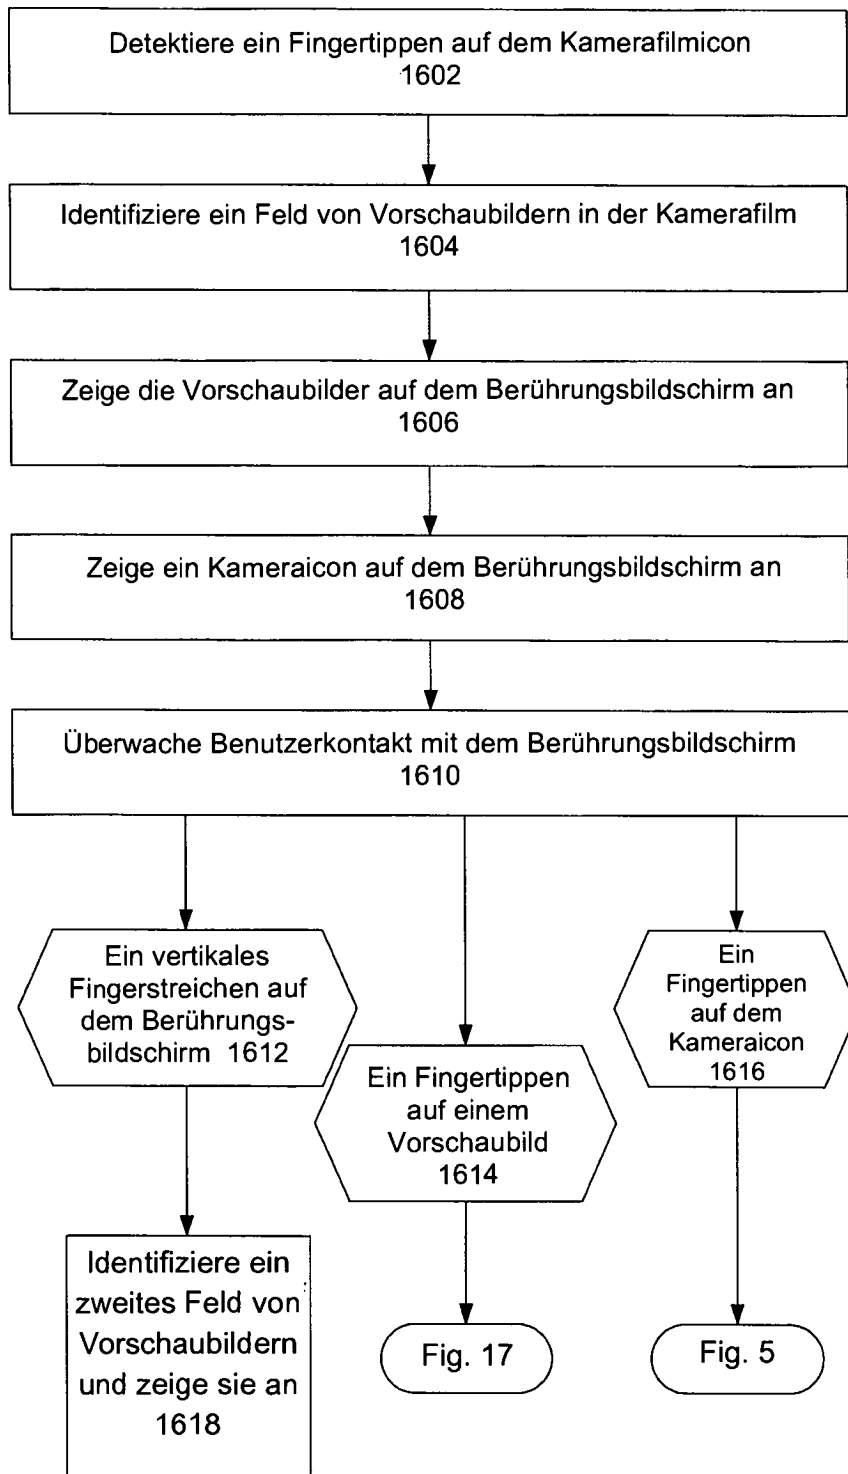 Detektiere ein Fingertippen auf dem Kamerafilmicon
1602
Identifiziere ein Feld von Vorschaubildern in der Kamerafilm
1604
Zeige die Vorschaubilder auf dem Berührungsbildschirm an
1606
Zeige ein Kameraicon auf dem Berührungsbildschirm an
1608
Überwache Benutzerkontakt mit dem Berührungsbildschirm
1610
Ein vertikales
Fingerstreichen auf
dem Berührungs-
bildschirm 1612
Ein Fingertippen
auf einem
Vorschaubild
1614
Ein
Fingertippen
auf dem
Kameraicon
1616
Identifiziere ein
zweites Feld von
Vorschaubildern
und zeige sie an
1618
Fig. 17
Fig. 5